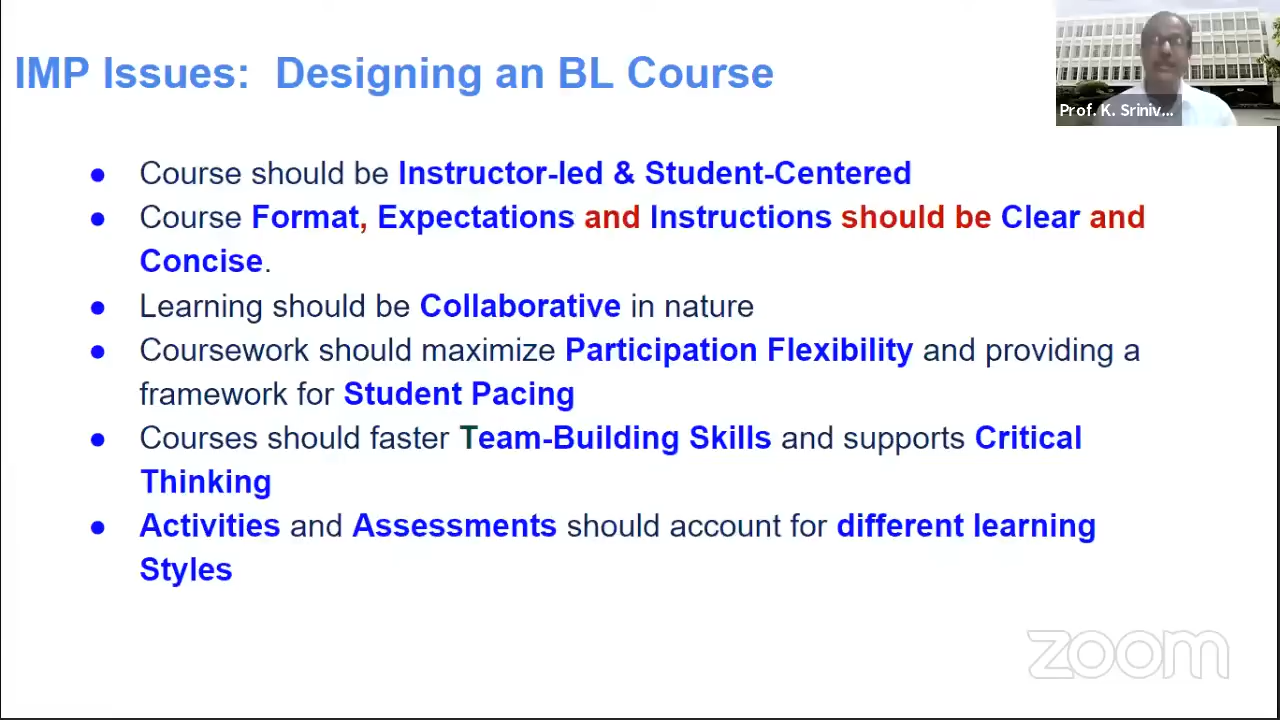 IMP Issues: Designing an BL Course
Prof. K. Sriniv...
● Course should be Instructor-led & Student-Centered
● Course Format, Expectations and Instructions should be Clear and
Concise.
● Learning should be Collaborative in nature
● Coursework should maximize Participation Flexibility and providing a
framework for Student Pacing
● Courses should faster Team-Building Skills and supports Critical
Thinking
● Activities and Assessments should account for different learning
Styles
zoom